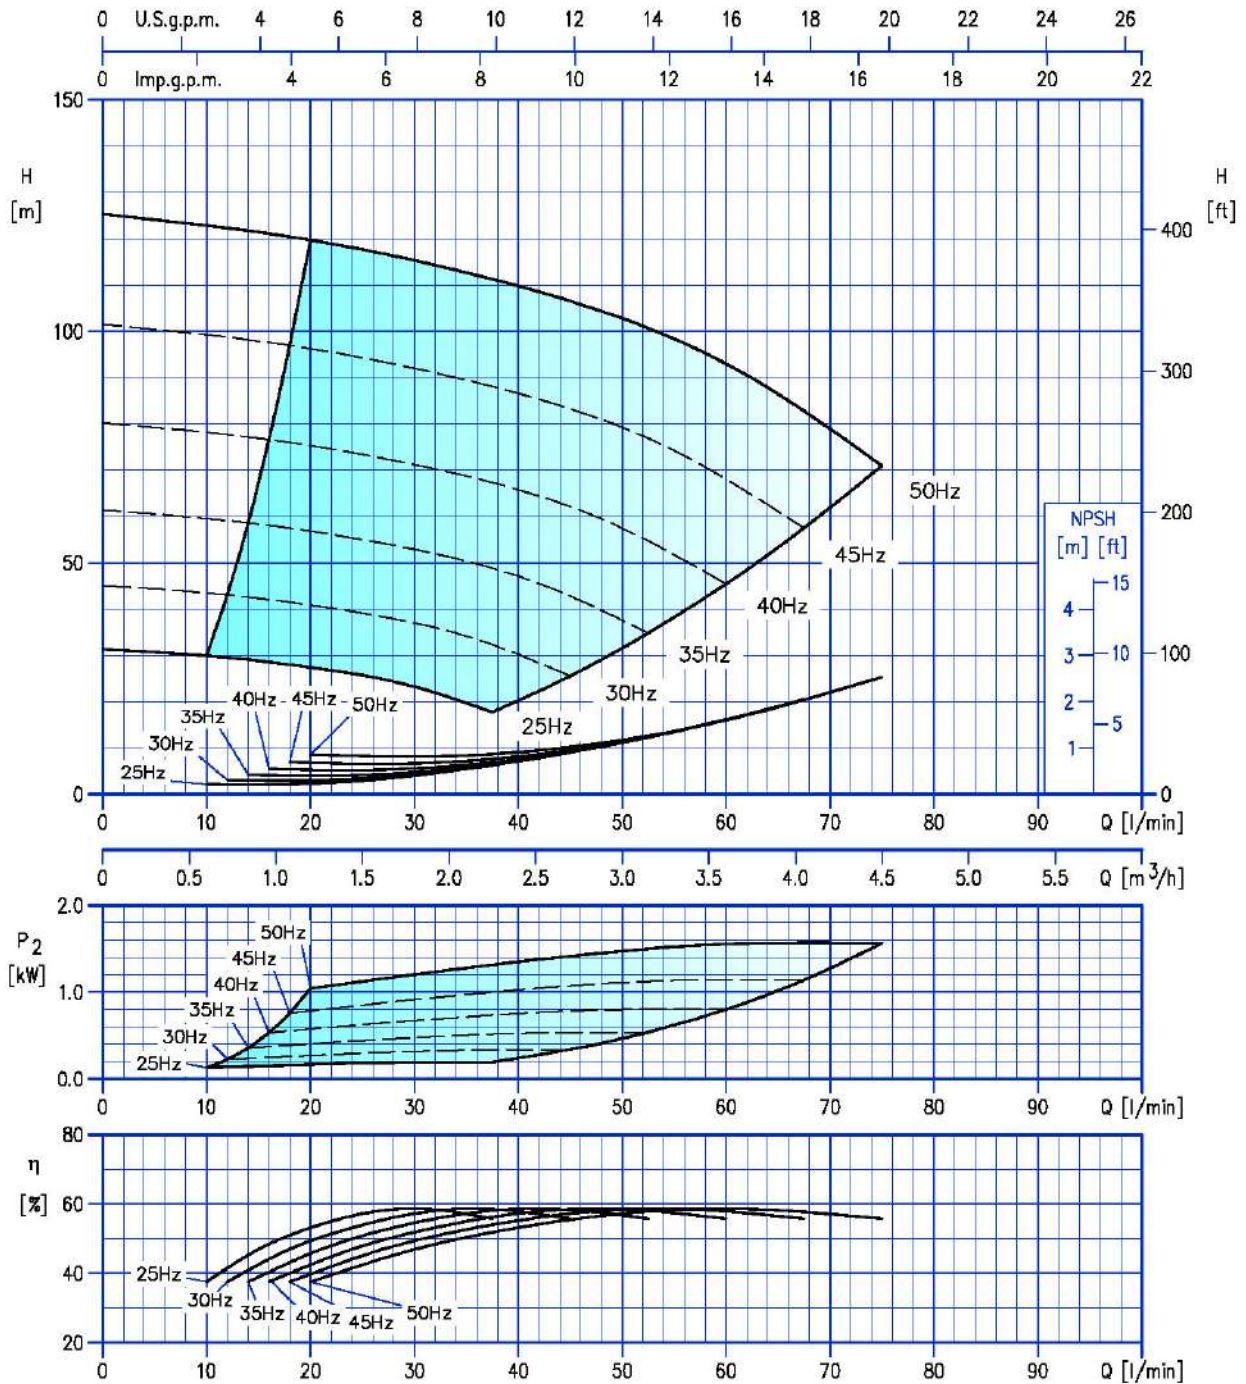 0 U.S.g.p.m. 4 6 8 10 12 14 16 18 20 22 24 26
0 Imp.g.p.m. 4 6 8 10 12 14 16 18 20 22
150
H H
[m] [ft]
400
100
300
50Hz
200
NPSH
45Hz
[m] [ft]
50
15
40Hz
4
35Hz
3 10 100
30Hz
2
40Hz 45Hz 50Hz
35Hz
25Hz
5
30Hz
1
25Hz
0 0
0 10 20 30 40 50 60 70 80 90 Q [l/min]
0 0.5 1.0 1.5 2.0 2.5 3.0 3.5 4.0 4.5 5.0 5.5 Q [m³/h]
2.0
P2
[kW]
50Hz
45Hz
40Hz
1.0
35Hz
30Hz
25Hz
0.0
0 10 20 30 40 50 60 70 80 90 Q [l/min]
80
η
[%]
60
40
25Hz
30Hz
35Hz 40Hz 45Hz 50Hz
20
0 10 20 30 40 50 60 70 80 90 Q [l/min]